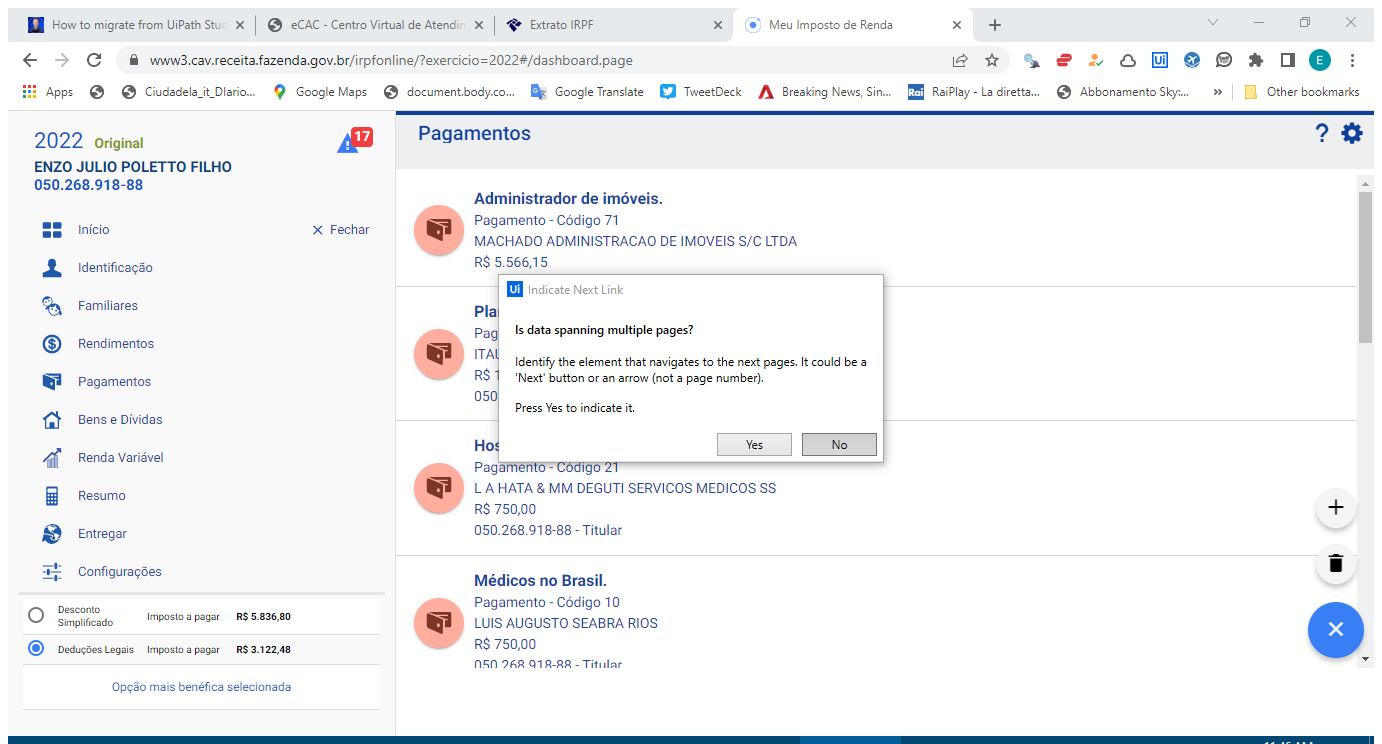 How to migrate from UiPath Stud
eCAC - Centro Virtual de Atendin
Extrato IRPF
Meu Imposto de Renda
www3.cav.receita.fazenda.gov.br/irpfonline/?exercicio=2022#/dashboard.page
Ui
E
Apps
Ciudadela_it_DIario...
Google Maps
document.body.co...
Google Translate
TweetDeck
Breaking News, Sin...
Rai
RaiPlay - La diretta...
Abbonamento Sky:...
»
Other bookmarks
2022 Original
17
ENZO JULIO POLETTO FILHO
050.268.918-88
Início
Fechar
Identificação
Familiares
Rendimentos
Pagamentos
Bens e Dívidas
Renda Variável
Resumo
Entregar
Configurações
Desconto
Simplificado
Imposto a pagar
R$ 5.836,80
Deduções Legais
Imposto a pagar
R$ 3.122,48
Opção mais benéfica selecionada
Pagamentos
?
Administrador de imóveis.
Pagamento - Código 71
MACHADO ADMINISTRACAO DE IMOVEIS S/C LTDA
R$ 5.566,15
Pla
Pag
ITAU
R$ 1
050
Ui Indicate Next Link
Is data spanning multiple pages?
Identify the element that navigates to the next pages. It could be a
'Next' button or an arrow (not a page number).
Press Yes to indicate it.
Yes
No
Hos
Pagamento - Código 21
L A HATA & MM DEGUTI SERVICOS MEDICOS SS
R$ 750,00
050.268.918-88 - Titular
Médicos no Brasil.
Pagamento - Código 10
LUIS AUGUSTO SEABRA RIOS
R$ 750,00
050.268.918-88 - Titular
11:46 AM